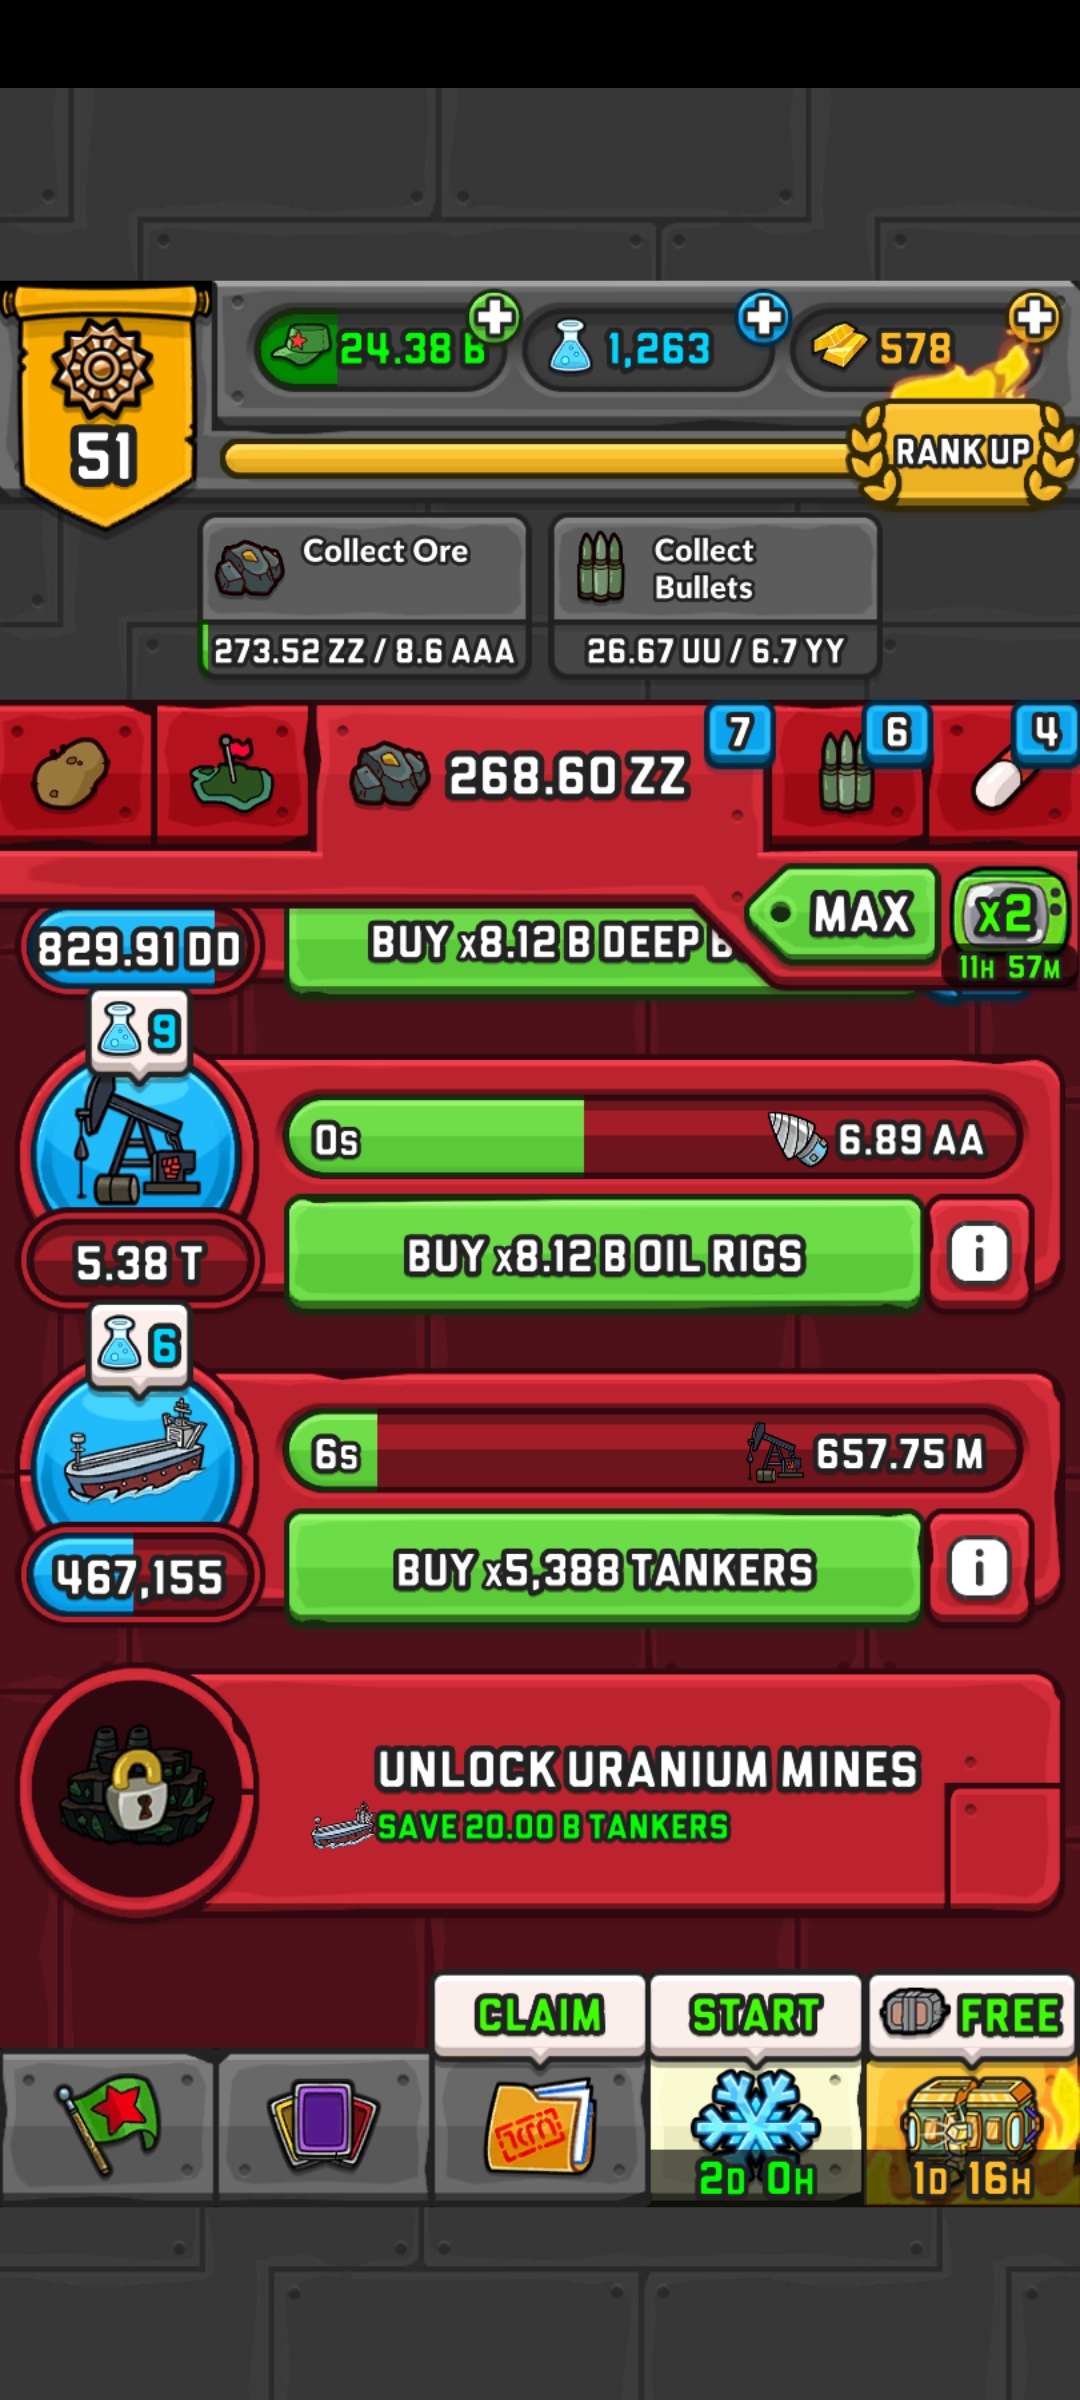 24.38 B
1,263
578
51
RANK UP
Collect Ore
273.52 ZZ / 8.6 AAA
Collect
Bullets
26.67 UU / 6.7 YY
268.60 ZZ
7
6
4
MAX
x2
11H 57M
829.91 DD
BUY x8.12 B DEEP B
9
0s
6.89 AA
5.38 T
BUY x8.12 B OIL RIGS
i
6
6s
657.75 M
467,155
BUY x5,388 TANKERS
i
UNLOCK URANIUM MINES
SAVE 20.00 B TANKERS
CLAIM
START
FREE
2D 0H
1D 16H